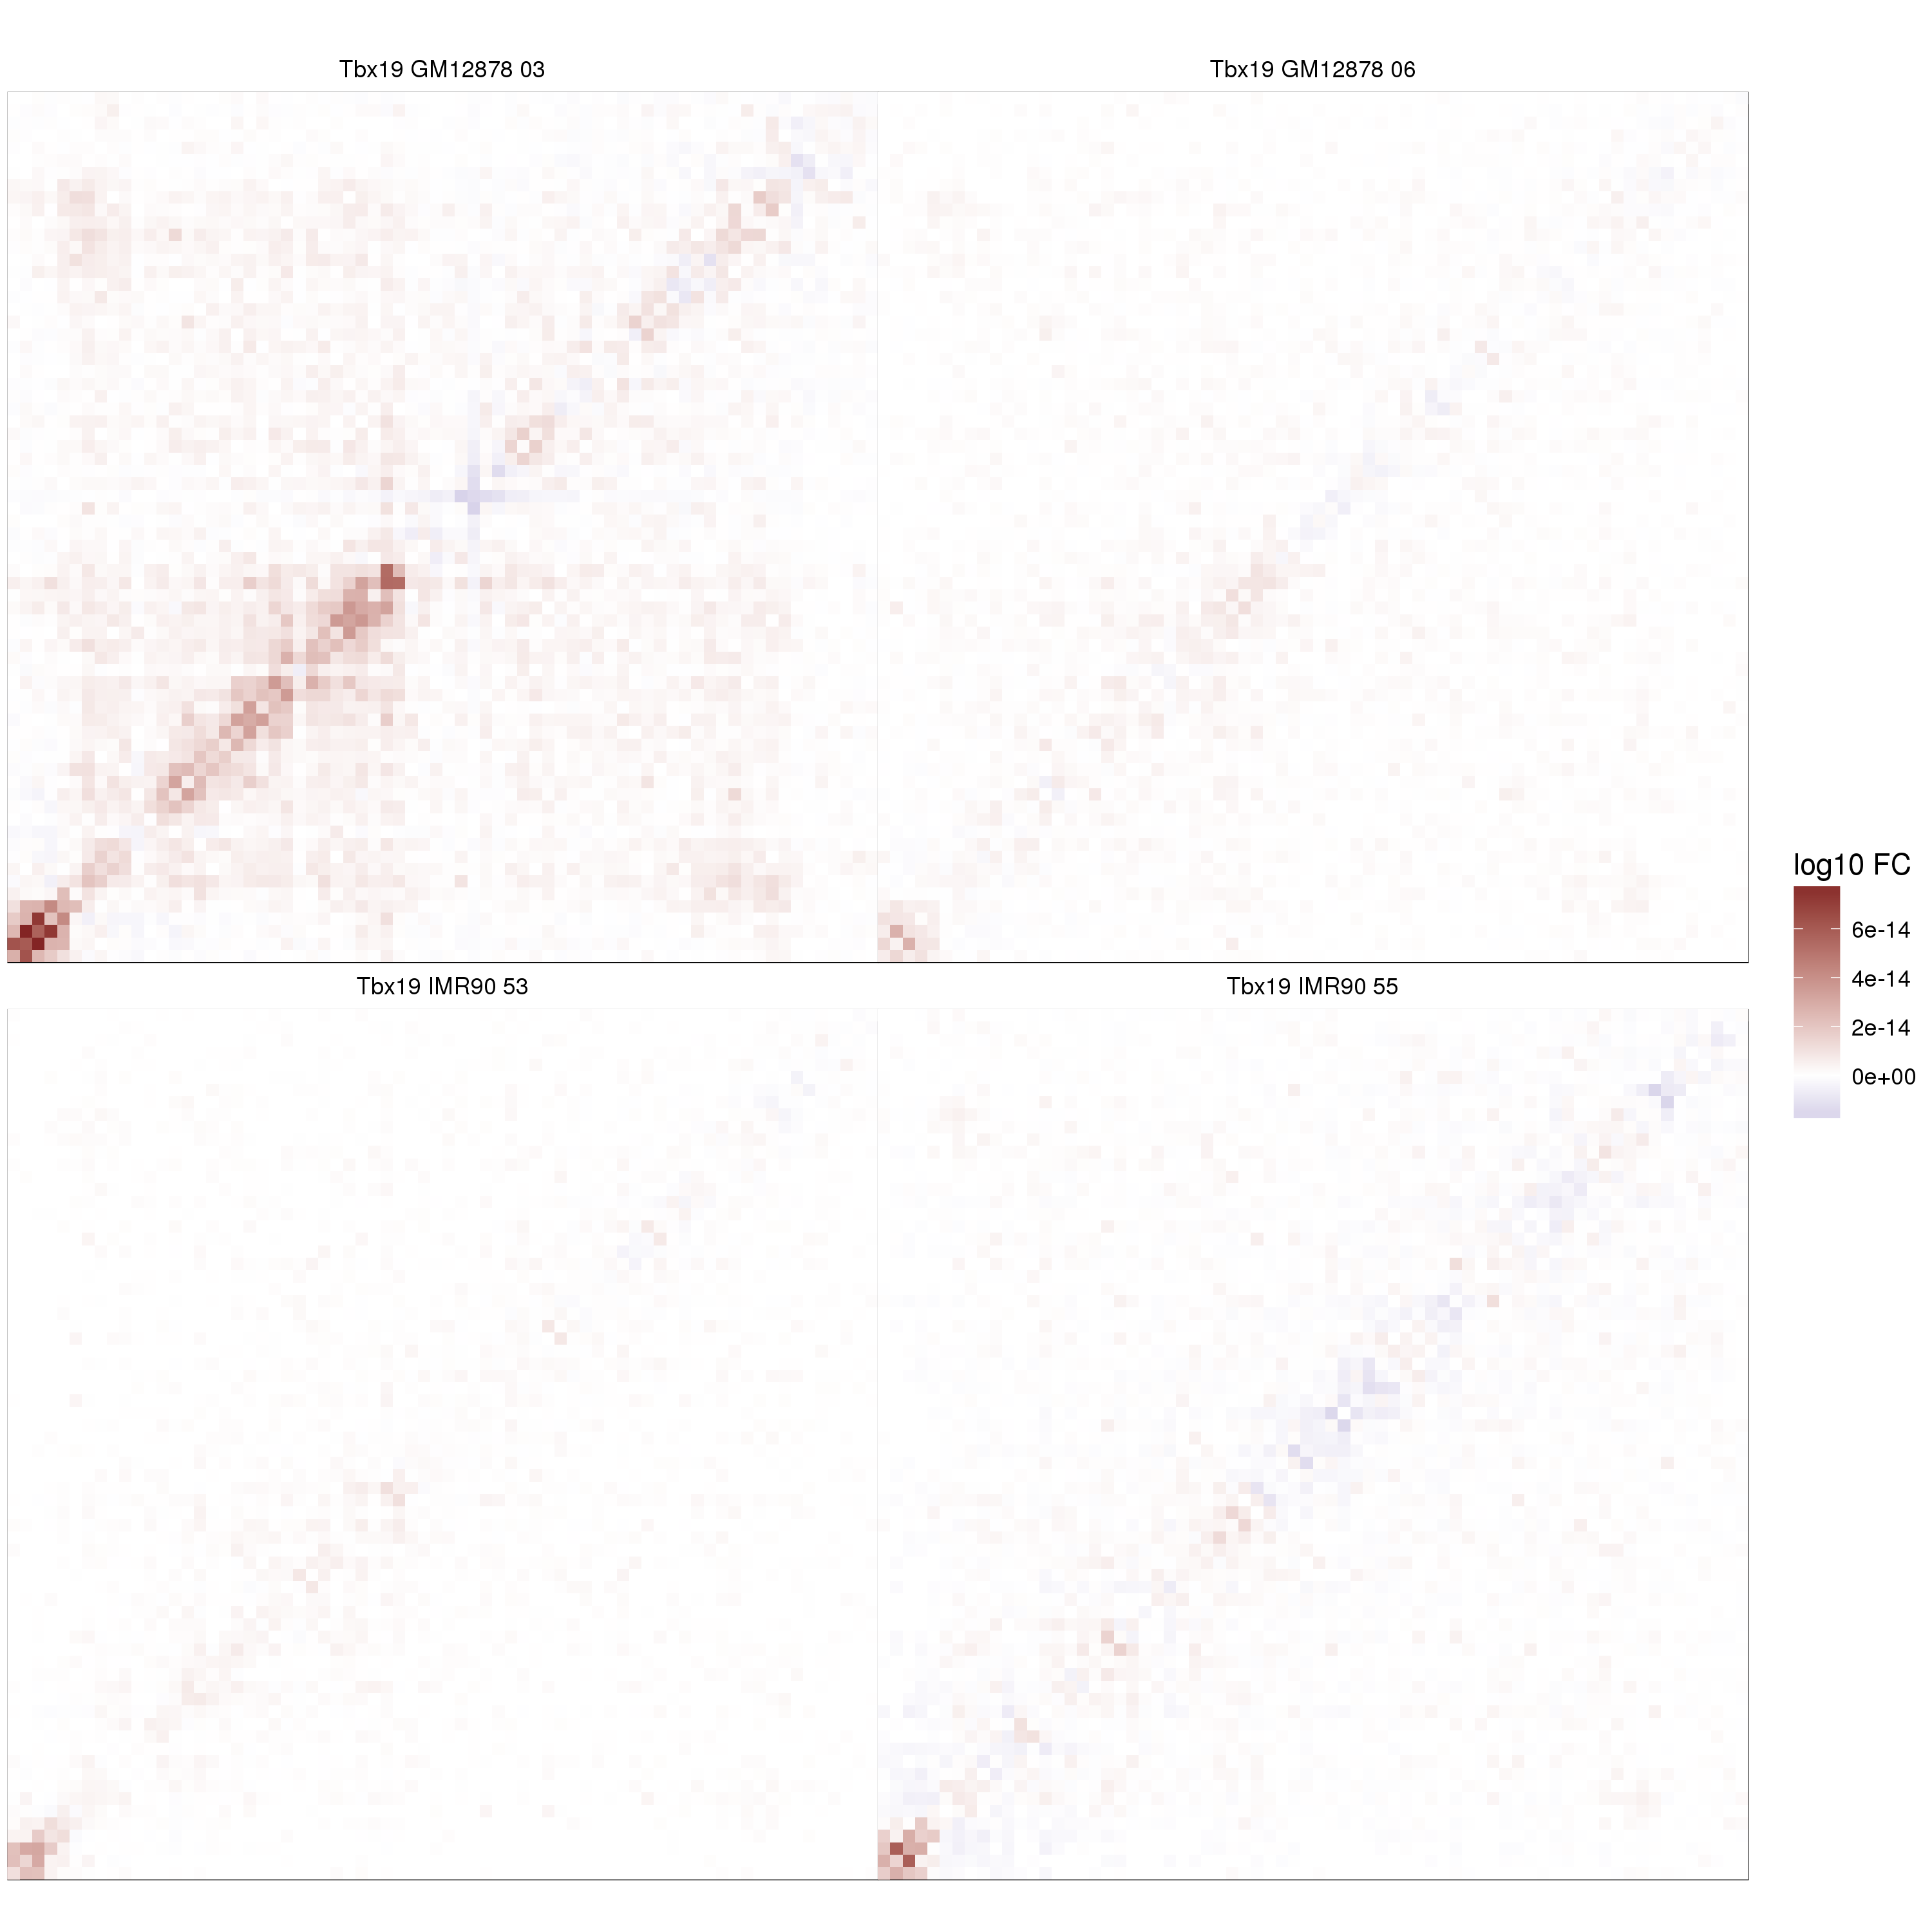 Tbx19 GM12878 03
Tbx19 GM12878 06
Tbx19 IMR90 53
Tbx19 IMR90 55
log10 FC
6e-14
4e-14
2e-14
0e+00